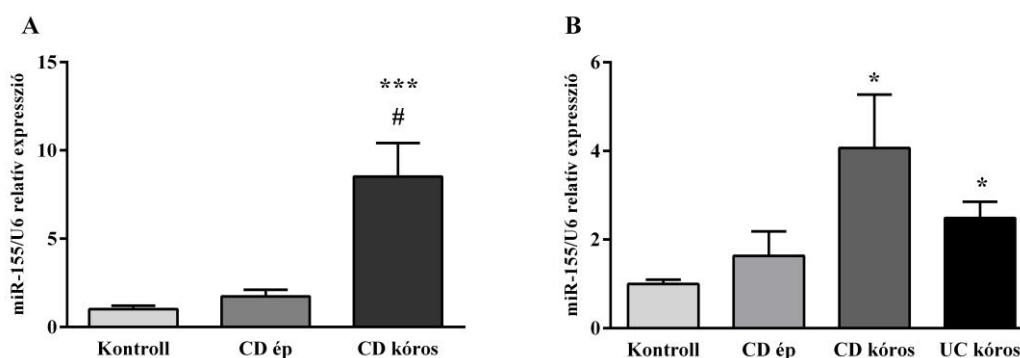 A
miR-155/U6 relatív expresszió
15
10
5
0
***
#
Kontroll
CD ép
CD kóros
B
miR-155/U6 relatív expresszió
6
4
2
0
*
*
Kontroll
CD ép
CD kóros
UC kóros